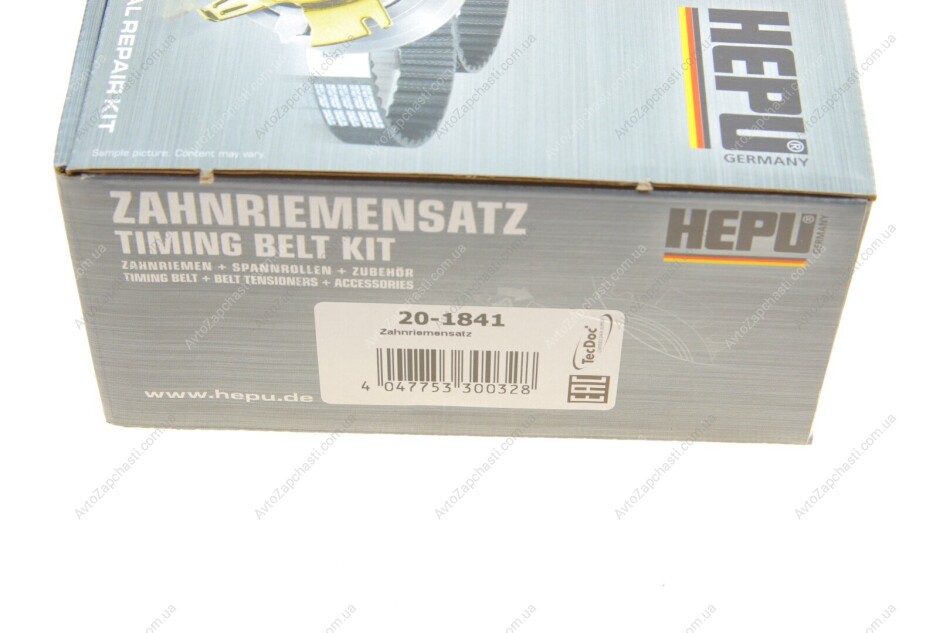 AL REPAIR KIT
Sample picture. Content may vary.
HEPU®
GERMANY
ZAHNRIEMENSATZ
TIMING BELT KIT
ZAHNRIEMEN + SPANNROLLEN + ZUBEHÖR
TIMING BELT + BELT TENSIONERS + ACCESSORIES
HEPU®
GERMANY
20-1841
Zahnriemensatz
4 047753 300328
TecDoc
EAC
www.hepu.de
AvtoZapchasti.com.ua